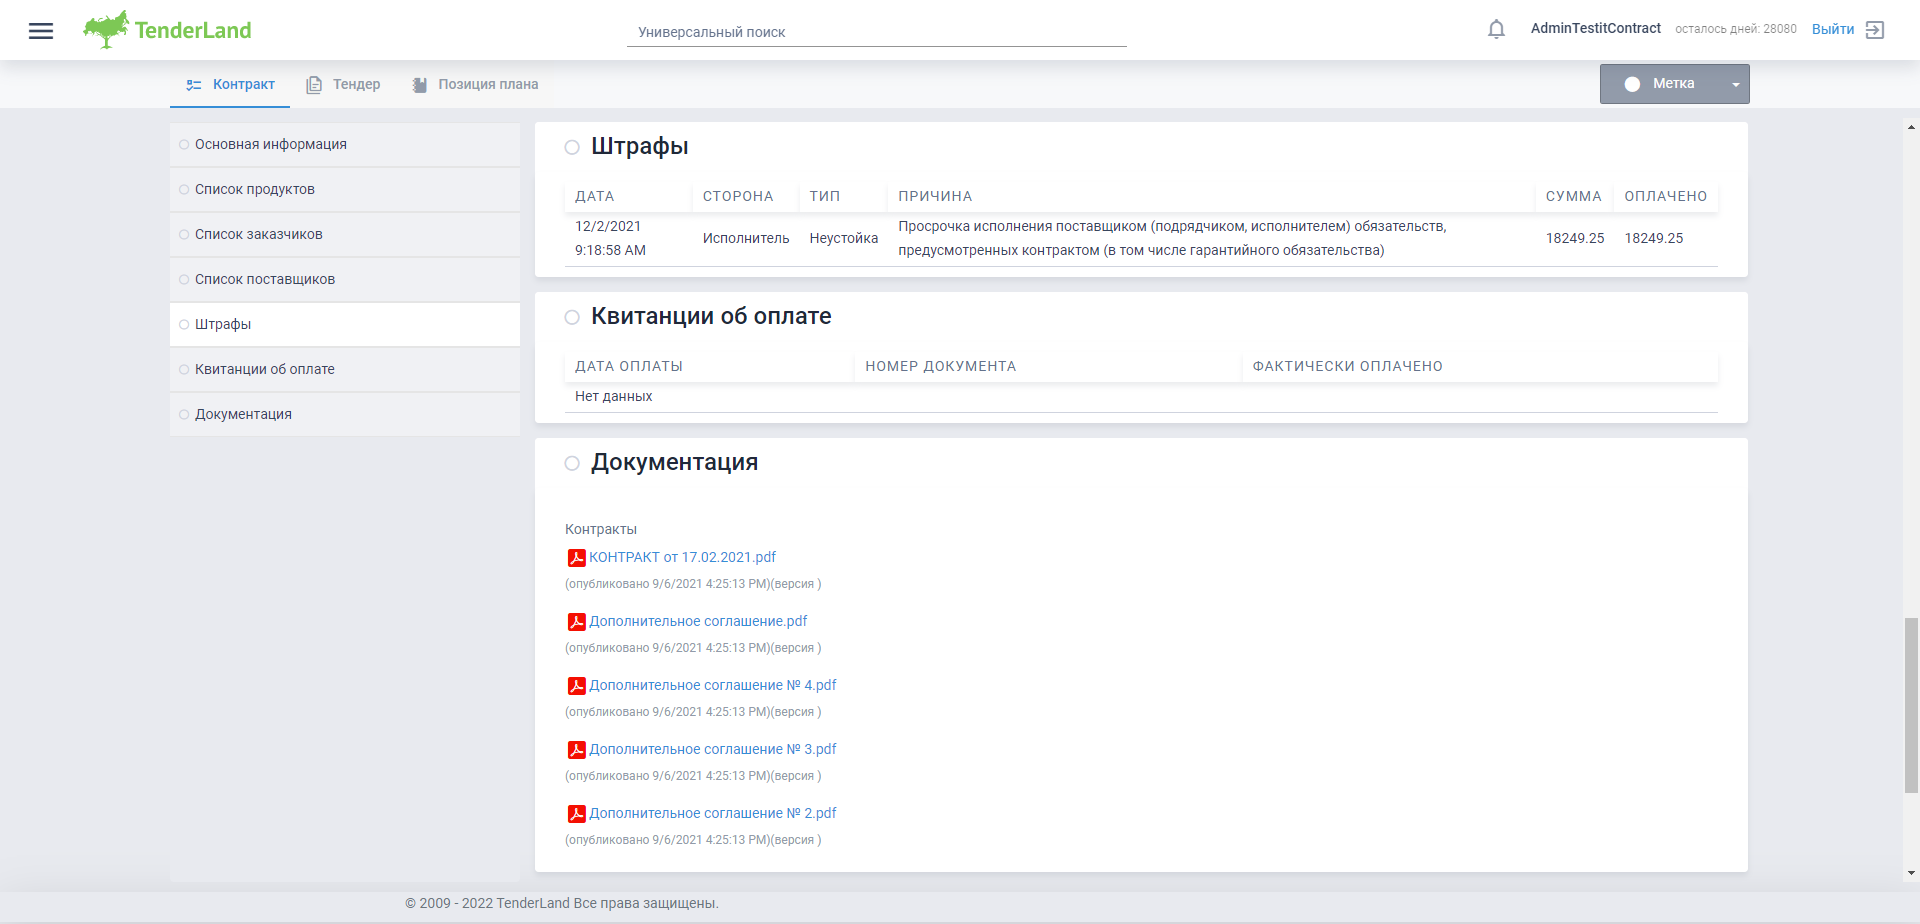 TenderLand
Универсальный поиск
AdminTestitContract осталось дней: 28080 Выйти
Контракт Тендер Позиция плана
Метка
Основная информация
Список продуктов
Список заказчиков
Список поставщиков
Штрафы
Квитанции об оплате
Документация
Штрафы
ДАТА СТОРОНА ТИП ПРИЧИНА СУММА ОПЛАЧЕНО
12/2/2021
9:18:58 AM
Исполнитель Неустойка
Просрочка исполнения поставщиком (подрядчиком, исполнителем) обязательств,
предусмотренных контрактом (в том числе гарантийного обязательства)
18249.25 18249.25
Квитанции об оплате
ДАТА ОПЛАТЫ НОМЕР ДОКУМЕНТА ФАКТИЧЕСКИ ОПЛАЧЕНО
Нет данных
Документация
Контракты
КОНТРАКТ от 17.02.2021.pdf
(опубликовано 9/6/2021 4:25:13 PM)(версия )
Дополнительное соглашение.pdf
(опубликовано 9/6/2021 4:25:13 PM)(версия )
Дополнительное соглашение № 4.pdf
(опубликовано 9/6/2021 4:25:13 PM)(версия )
Дополнительное соглашение № 3.pdf
(опубликовано 9/6/2021 4:25:13 PM)(версия )
Дополнительное соглашение № 2.pdf
(опубликовано 9/6/2021 4:25:13 PM)(версия )
© 2009 - 2022 TenderLand Все права защищены.